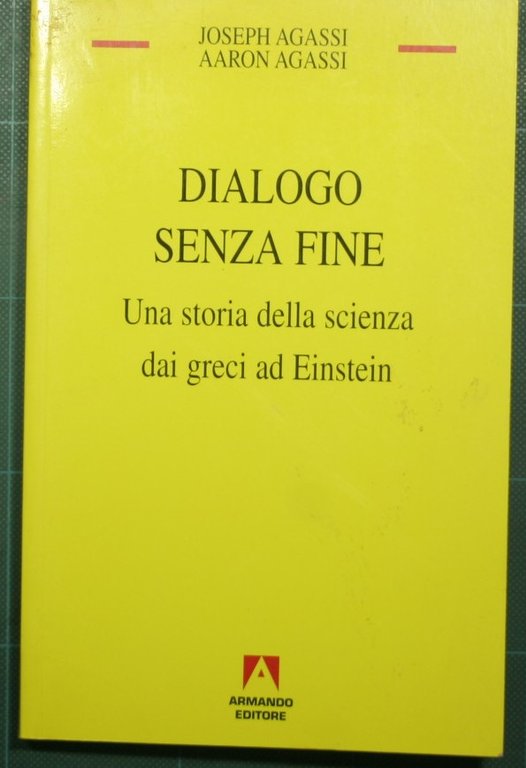 JOSEPH AGASSI
AARON AGASSI
DIALOGO
SENZA FINE
Una storia della scienza
dai greci ad Einstein
ARMANDO
EDITORE